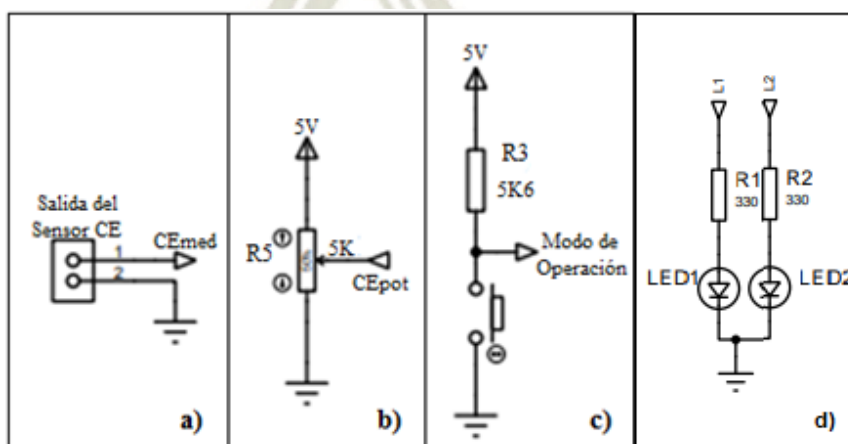 Salida del
Sensor CE
CEmed
1
2
a)
5V
R5
5K
50%
CEpot
b)
5V
R3
5K6
Modo de
Operación
c)
L1
L2
R1
330
R2
330
LED1
LED2
d)